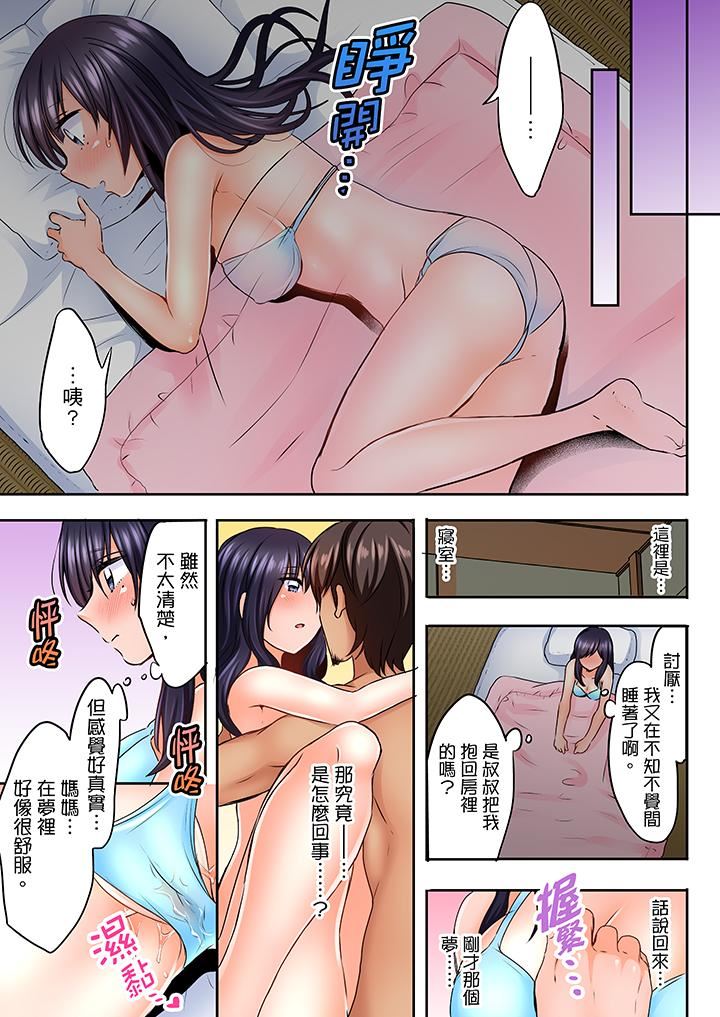 ——…
睜開…
…咦？
這裡是…
寢室…
討厭…
我又在不知不覺間
睡著了啊。
是叔叔把我
抱回房裡
的嗎？
話說回來…
握緊…
剛才那個
夢……
那究竟——…
是怎麼回事……？
雖然
不太清楚，
怦咚
但感覺好真實…
怦咚
媽媽…
在夢裡
好像很舒服。
濕黏